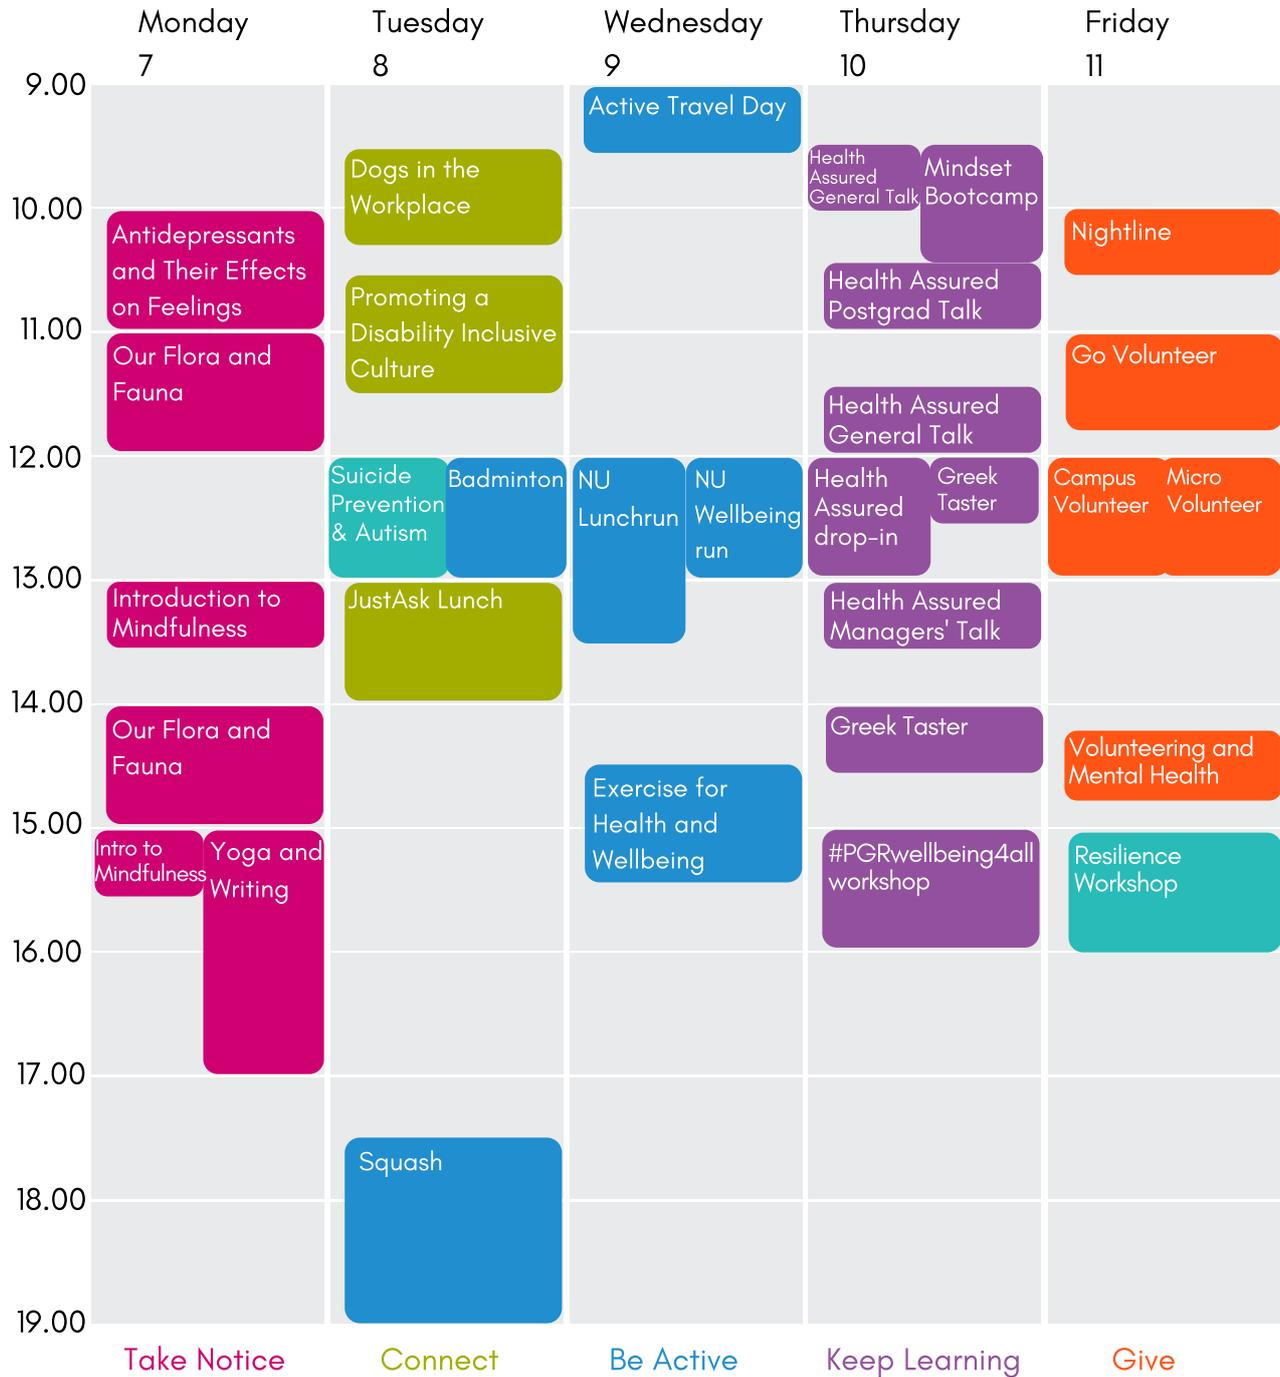 Monday
7
Tuesday
8
Wednesday
9
Thursday
10
Friday
11
9.00
10.00
11.00
12.00
13.00
14.00
15.00
16.00
17.00
18.00
19.00
Antidepressants
and Their Effects
on Feelings
Our Flora and
Fauna
Introduction to
Mindfulness
Our Flora and
Fauna
Intro to
Mindfulness
Yoga and
Writing
Dogs in the
Workplace
Promoting a
Disability Inclusive
Culture
Suicide
Prevention
& Autism
Badminton
JustAsk Lunch
Squash
Active Travel Day
NU
Lunchrun
NU
Wellbeing
run
Exercise for
Health and
Wellbeing
Health
Assured
General Talk
Mindset
Bootcamp
Health Assured
Postgrad Talk
Health Assured
General Talk
Health
Assured
drop-in
Greek
Taster
Health Assured
Managers' Talk
Greek Taster
#PGRwellbeing4all
workshop
Nightline
Go Volunteer
Campus
Volunteer
Micro
Volunteer
Volunteering and
Mental Health
Resilience
Workshop
Take Notice
Connect
Be Active
Keep Learning
Give